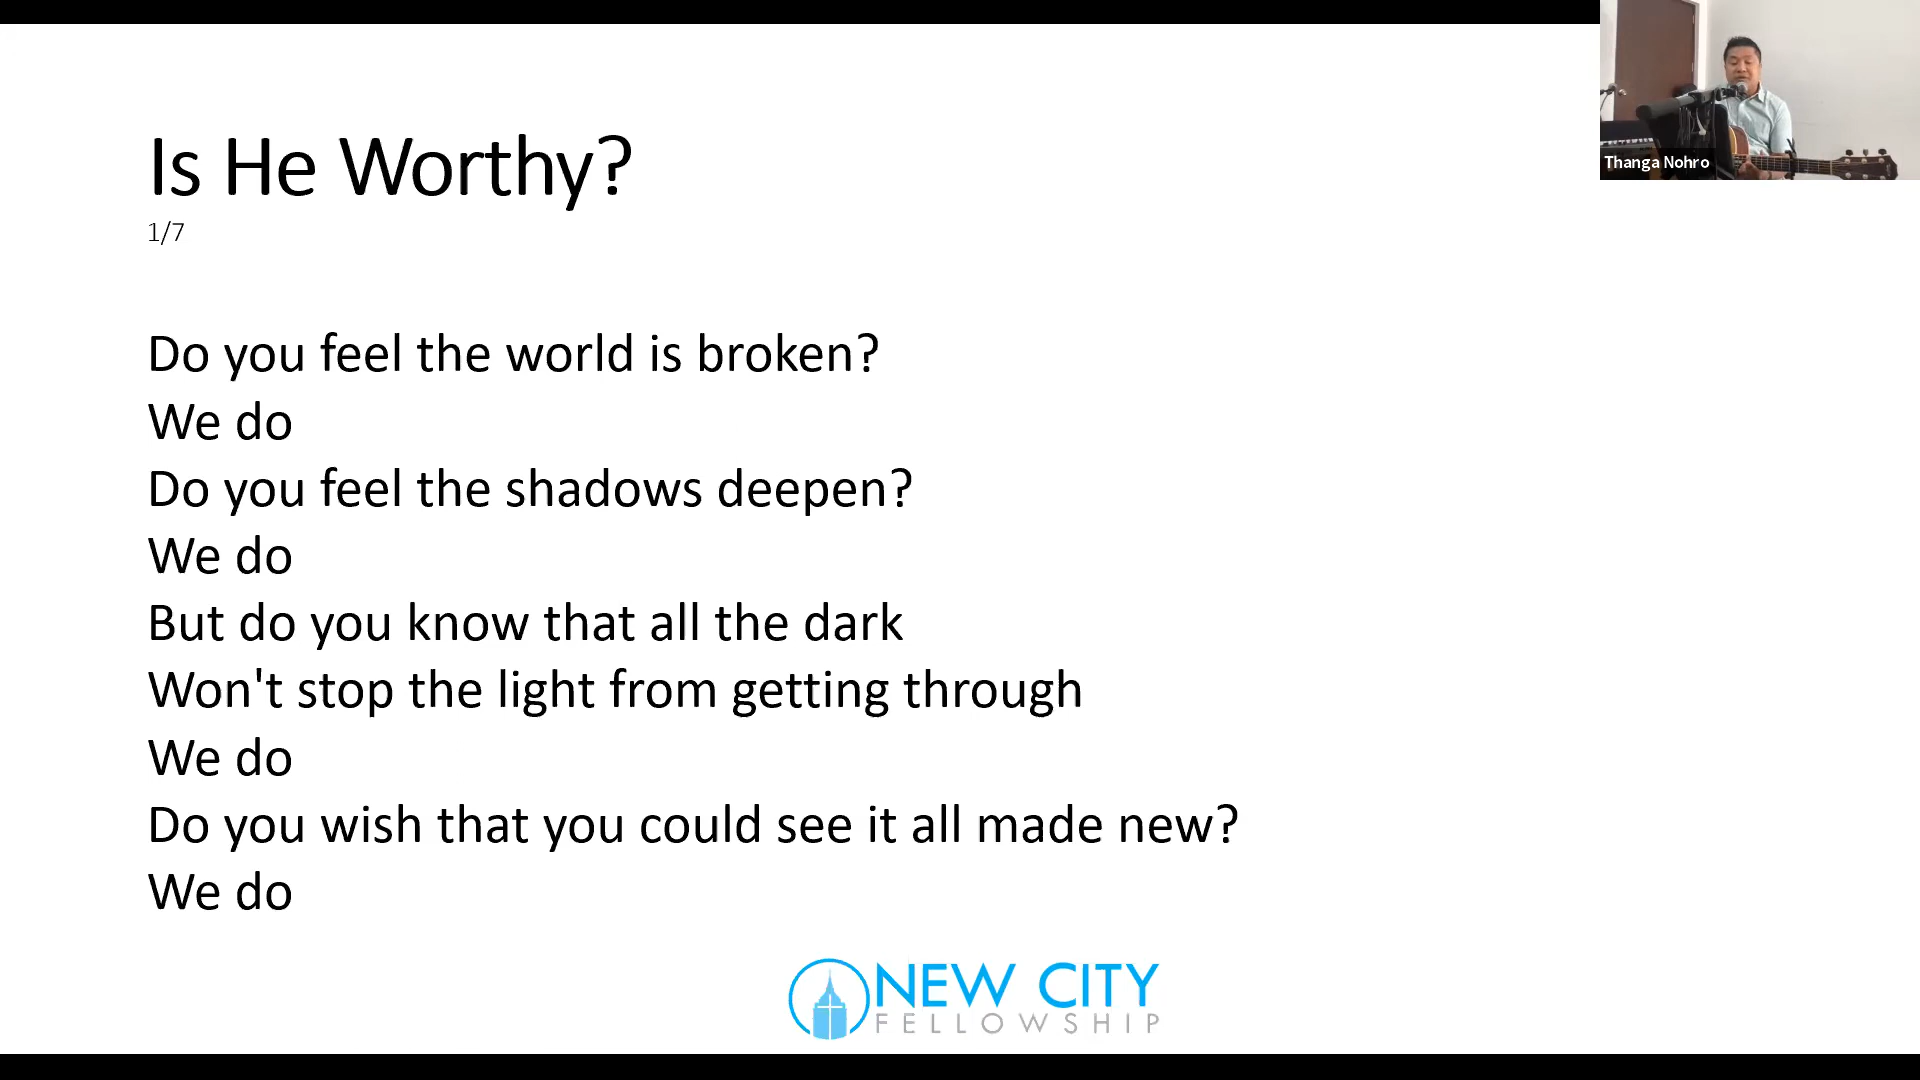 Is He Worthy?
1/7
Do you feel the world is broken?
We do
Do you feel the shadows deepen?
We do
But do you know that all the dark
Won't stop the light from getting through
We do
Do you wish that you could see it all made new?
We do
NEW CITY
FELLOWSHIP
Thanga Nohro